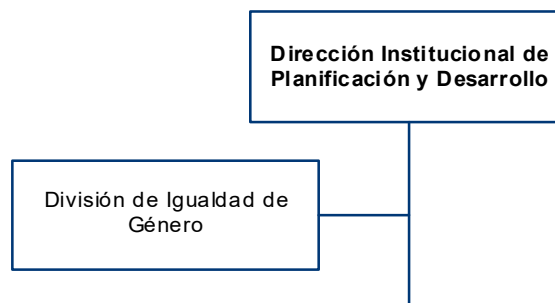 Dirección Institucional de
Planificación y Desarrollo
División de Igualdad de
Género